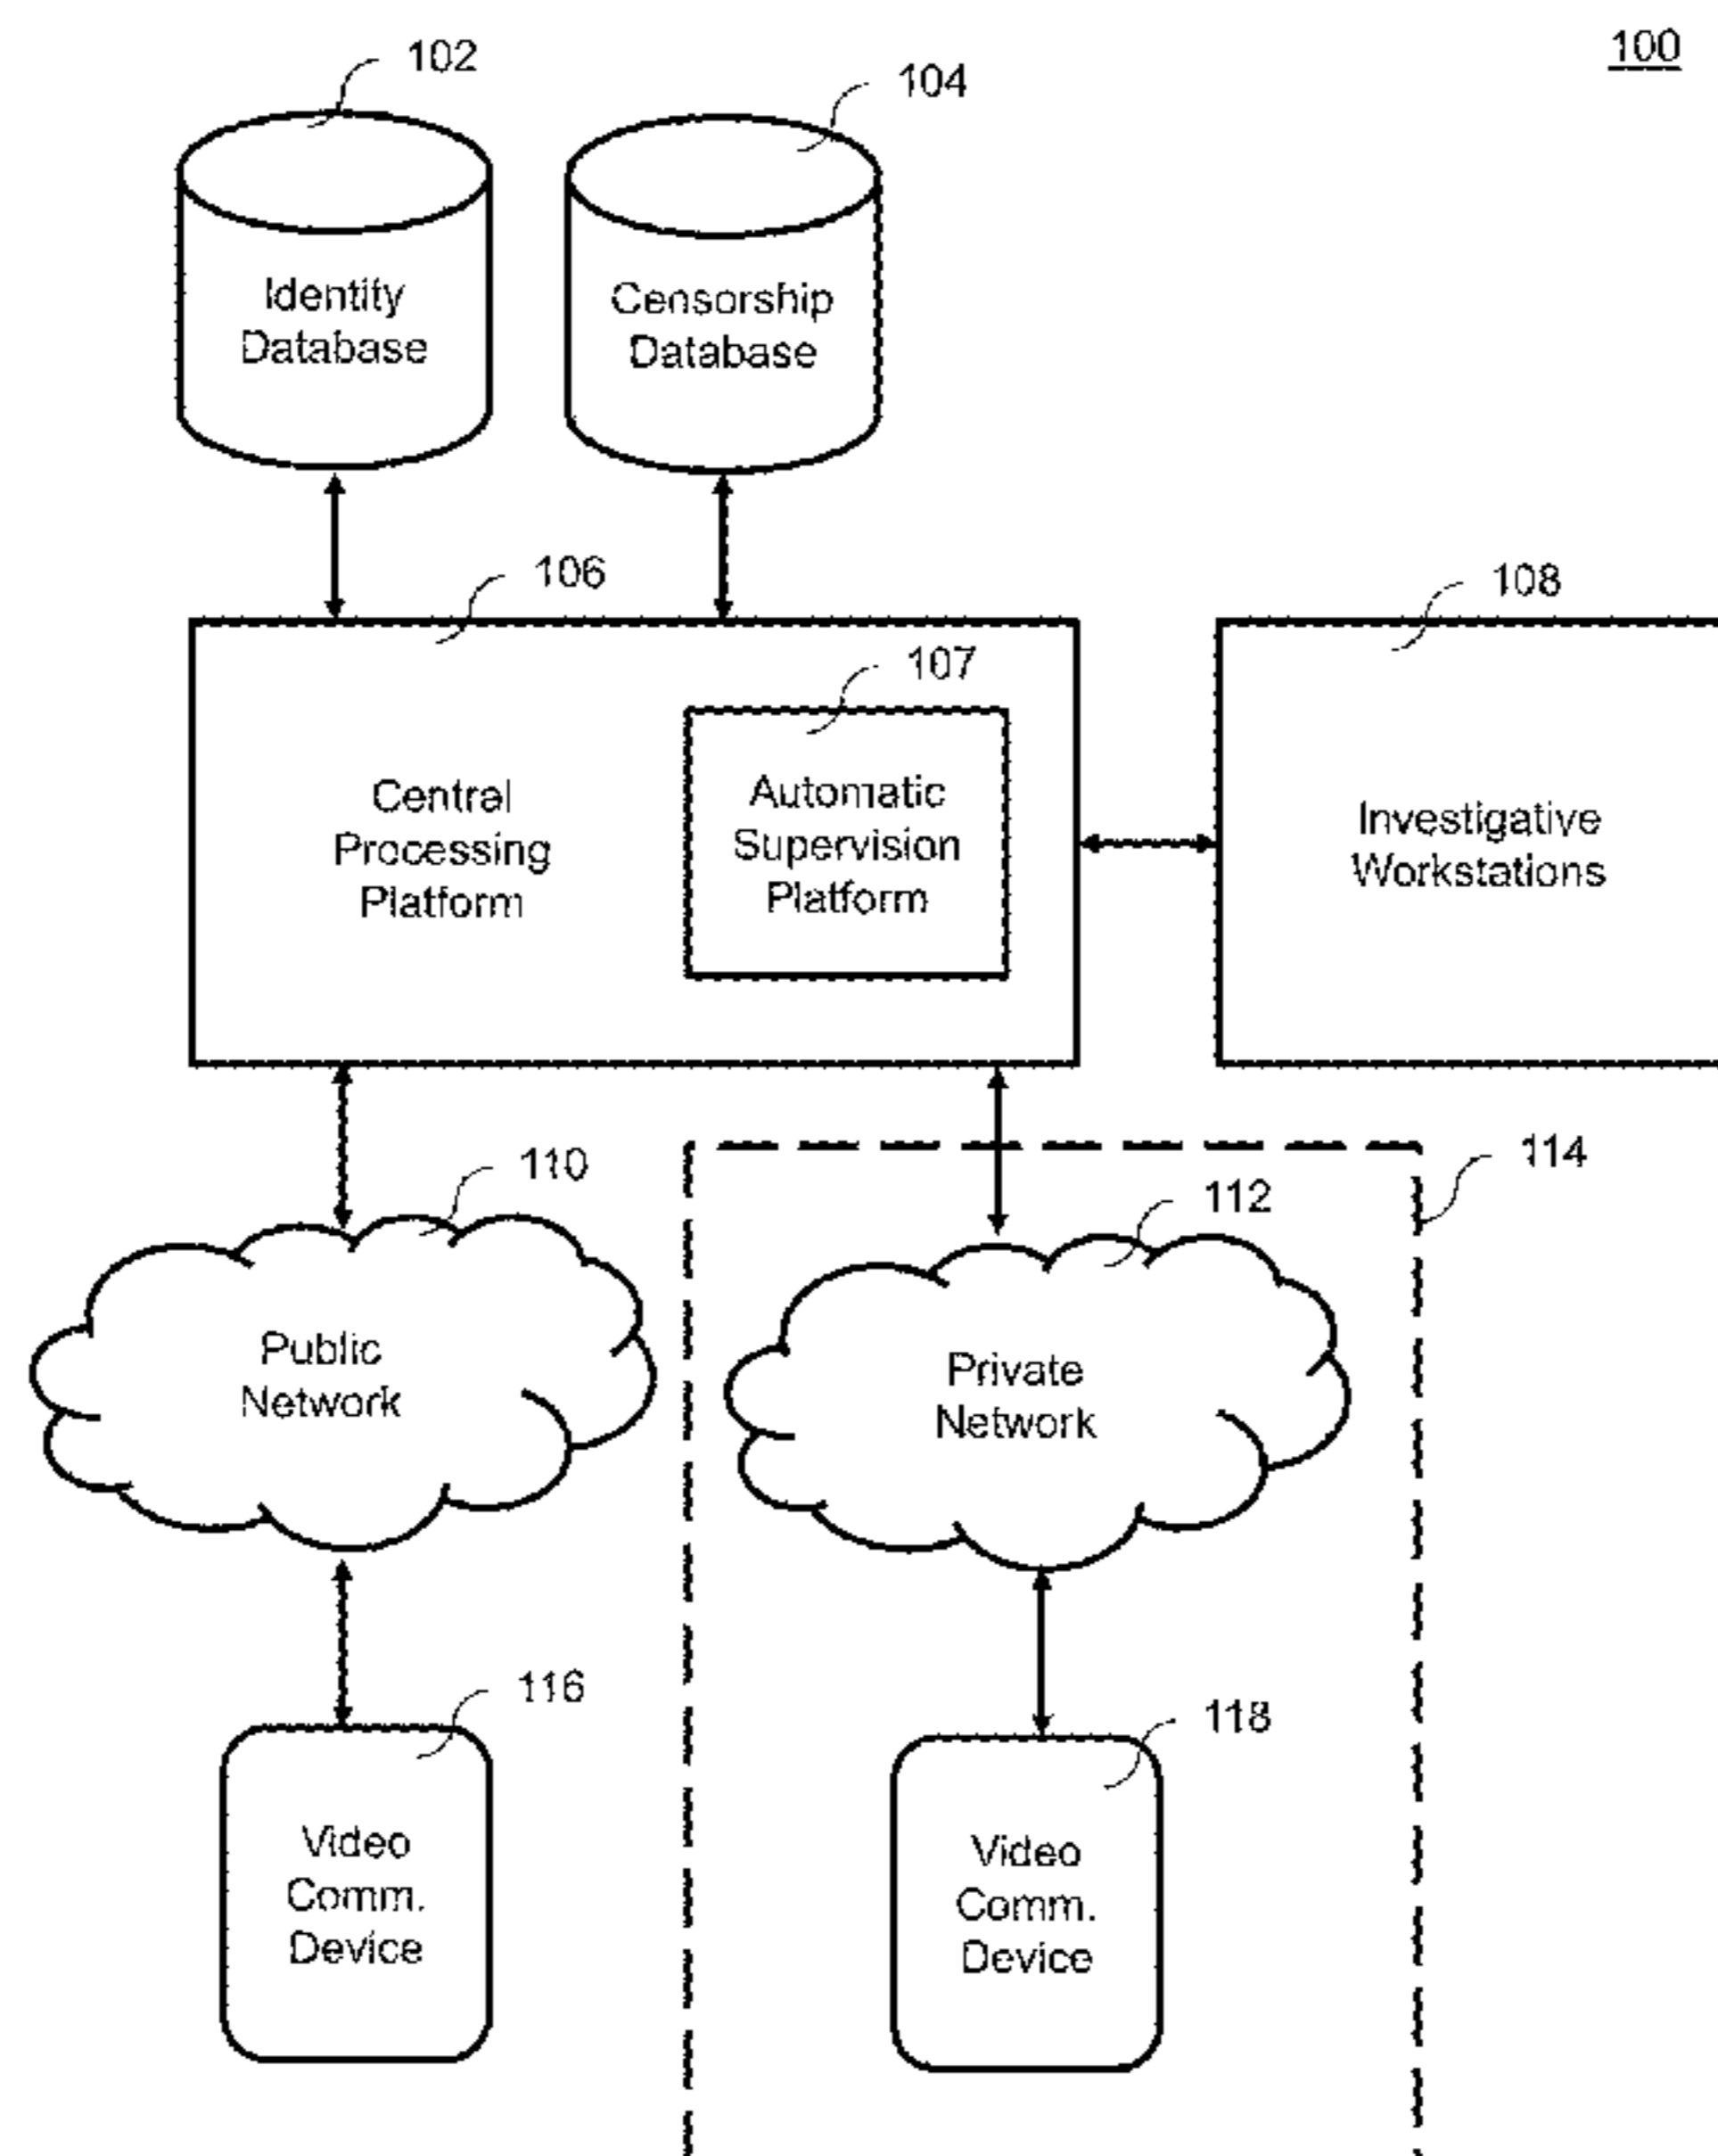 100
102
104
Identity
Database
Censorship
Database
106
108
107
Central
Processing
Platform
Automatic
Supervision
Platform
Investigative
Workstations
110
114
112
Public
Network
Private
Network
116
118
Video
Comm.
Device
Video
Comm.
Device